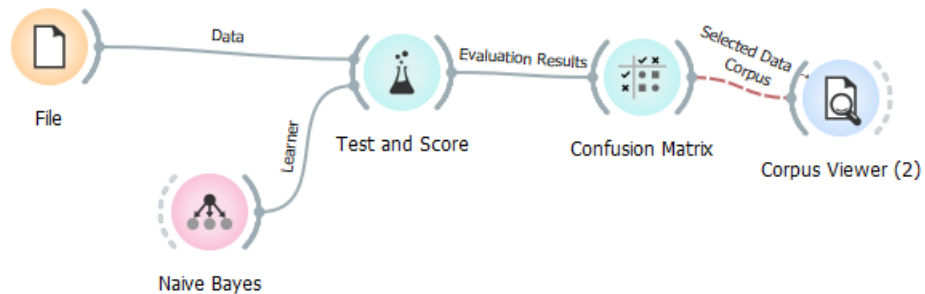 Data
Evaluation Results
Selected Data →
Corpus
File
Learner
Test and Score
Confusion Matrix
Corpus Viewer (2)
Naive Bayes